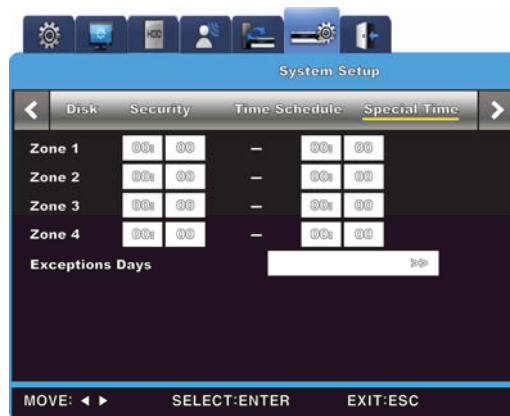 HDD
System Setup
< Disk Security Time Schedule Special Time >
Zone 1 00: 00 – 00: 00
Zone 2 00: 00 – 00: 00
Zone 3 00: 00 – 00: 00
Zone 4 00: 00 – 00: 00
Exceptions Days >>
MOVE: ◀ ▶ SELECT:ENTER EXIT:ESC